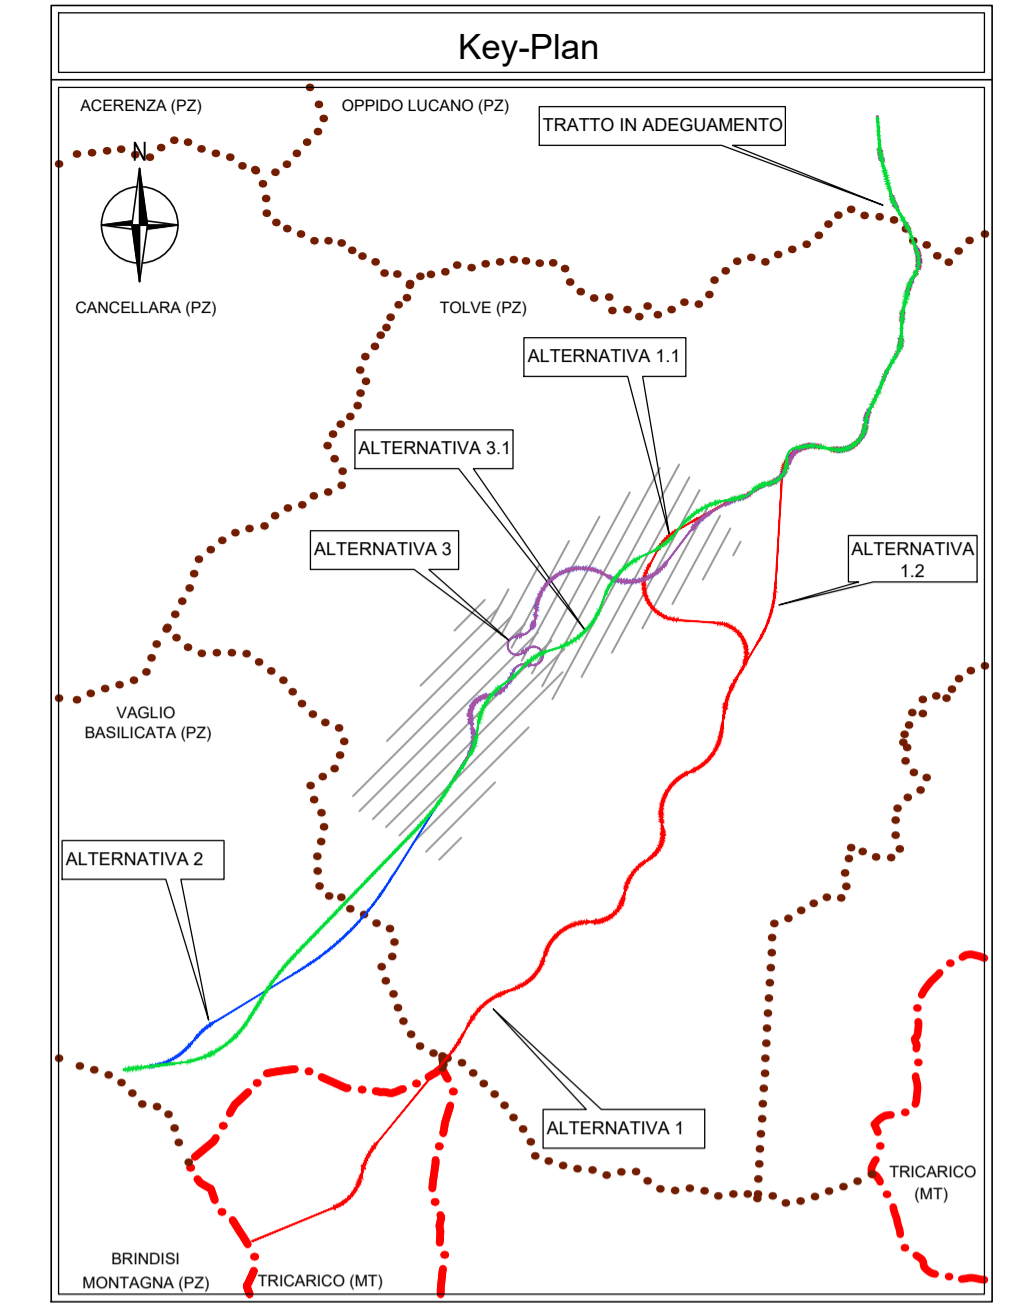 Key-Plan
ACERENZA (PZ)
OPPIDO LUCANO (PZ)
TRATTO IN ADEGUAMENTO
N
CANCELLARA (PZ)
TOLVE (PZ)
ALTERNATIVA 1.1
ALTERNATIVA 3.1
ALTERNATIVA 3
ALTERNATIVA
1.2
VAGLIO
BASILICATA (PZ)
ALTERNATIVA 2
ALTERNATIVA 1
TRICARICO
(MT)
BRINDISI
MONTAGNA (PZ)
TRICARICO (MT)